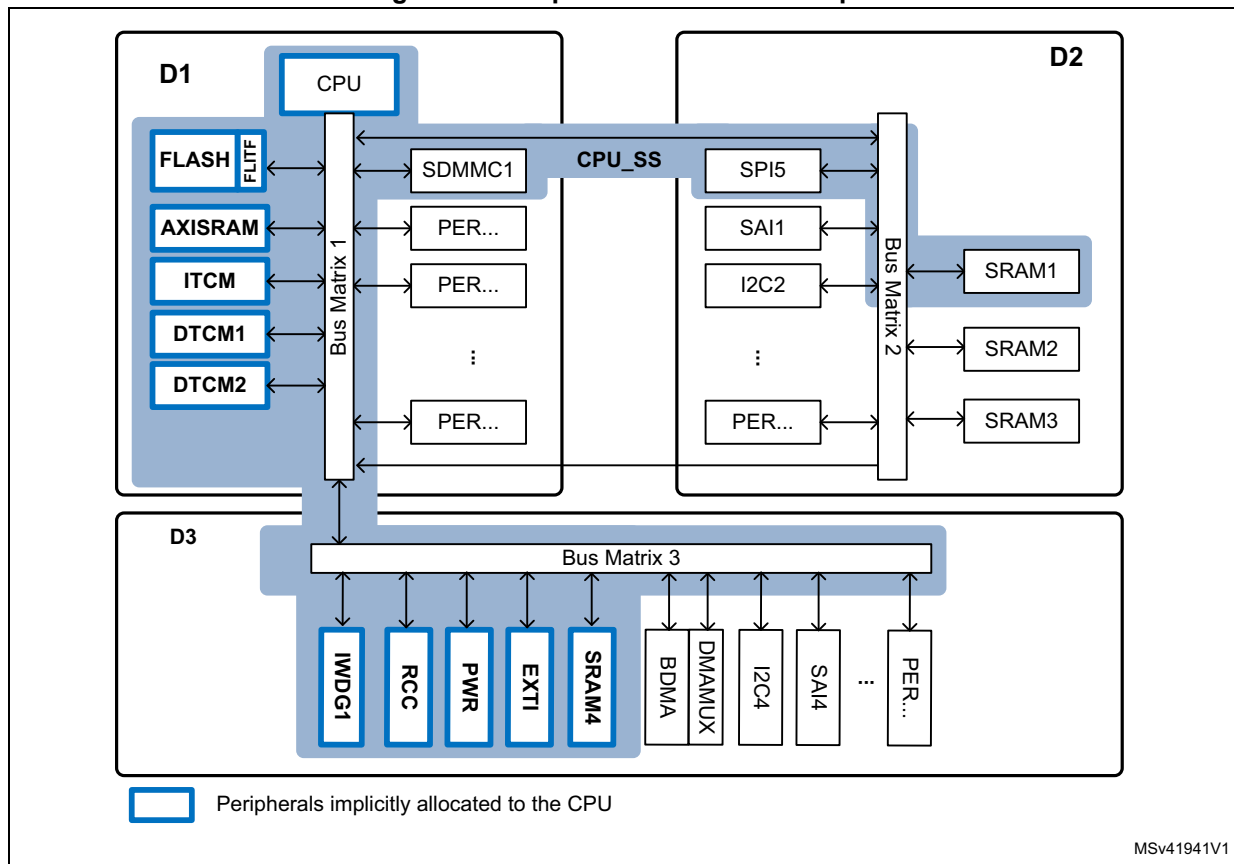 D1
CPU
D2
FLASH
FLITF
SDMMC1
CPU_SS
SPI5
AXISRAM
PER...
SAI1
Bus Matrix 1
Bus Matrix 2
ITCM
PER...
I2C2
SRAM1
DTCM1
...
...
SRAM2
DTCM2
PER...
PER...
SRAM3
D3
Bus Matrix 3
IWDG1
RCC
PWR
EXTI
SRAM4
BDMA
DMAMUX
I2C4
SAI4
...
PER...
Peripherals implicitly allocated to the CPU
MSv41941V1